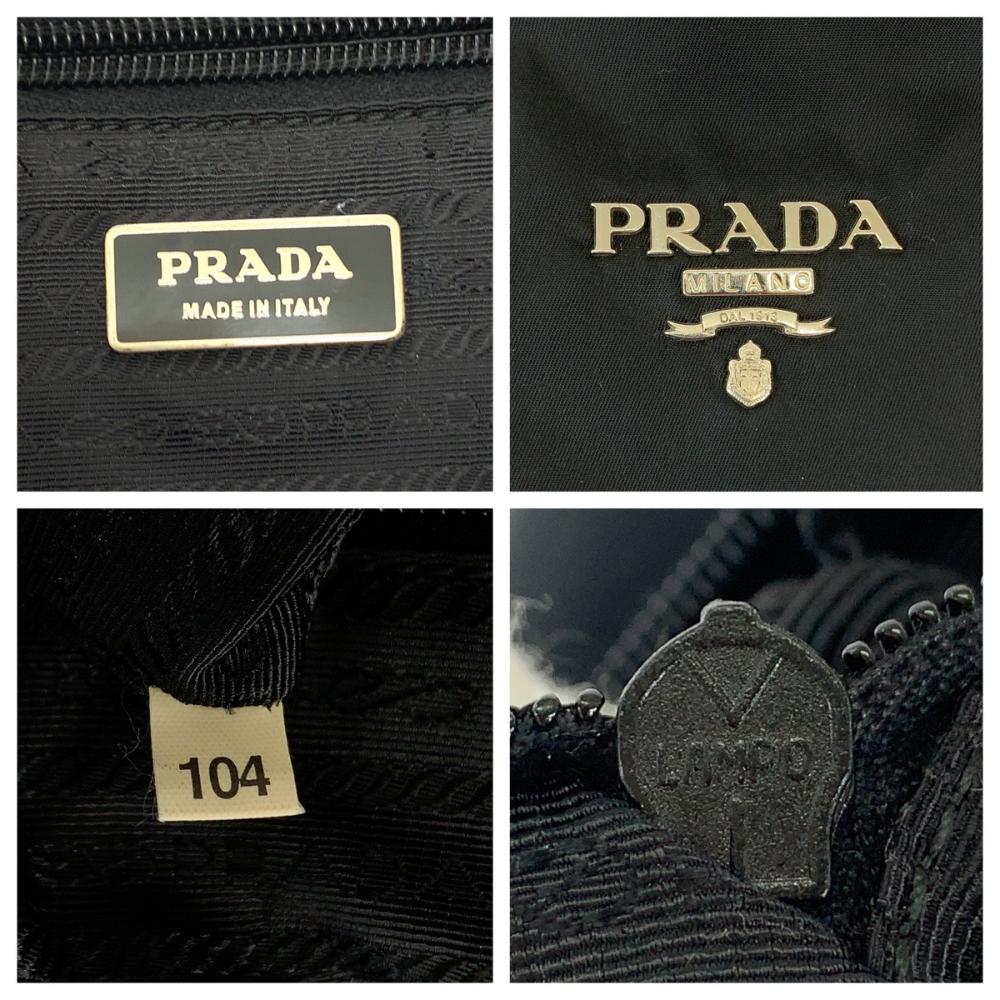 PRADA
MADE IN ITALY
PRADA
MILANO
DAL 1913
104
LAMPO